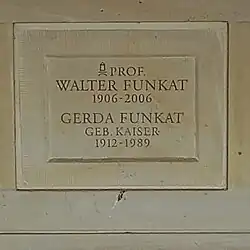 PROF.
WALTER FUNKAT
1906-2006
GERDA FUNKAT
GEB. KAISER
1912-1989